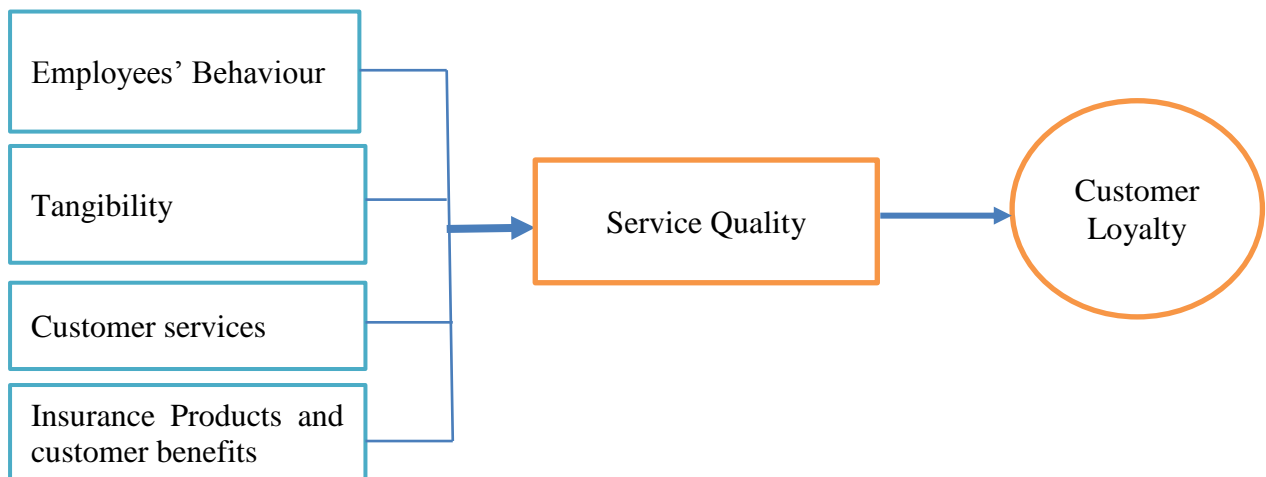 Employees’ Behaviour
Tangibility
Customer services
Insurance Products and
customer benefits
Service Quality
Customer
Loyalty